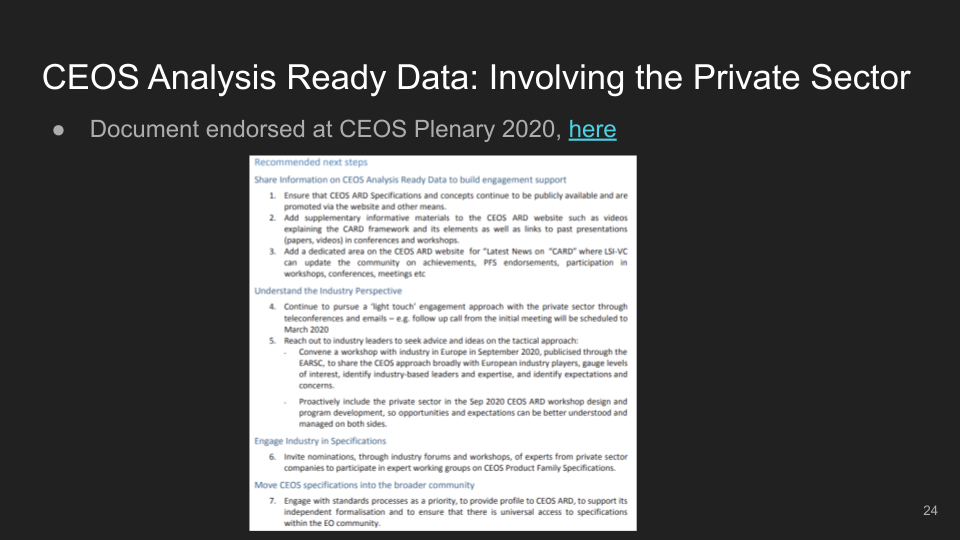 CEOS Analysis Ready Data: Involving the Private Sector
● Document endorsed at CEOS Plenary 2020, here
Recommended next steps
Share Information on CEOS Analysis Ready Data to build engagement support
1. Ensure that CEOS ARD Specifications and concepts continue to be publicly available and are
promoted via the website and other means.
2. Add supplementary informative materials to the CEOS ARD website such as videos
explaining the CARD framework and its elements as well as links to past presentations
(papers, videos) in conferences and workshops.
3. Add a dedicated area on the CEOS ARD website for "Latest News on "CARD" where LSI-VC
can update the community on achievements, PFS endorsements, participation in
workshops, conferences, meetings etc
Understand the Industry Perspective
4. Continue to pursue a 'light touch' engagement approach with the private sector through
teleconferences and emails – e.g. follow up call from the initial meeting will be scheduled to
March 2020
5. Reach out to industry leaders to seek advice and ideas on the tactical approach:
- Convene a workshop with industry in Europe in September 2020, publicised through the
EARSC, to share the CEOS approach broadly with European industry players, gauge levels
of interest, identify industry-based leaders and expertise, and identify expectations and
concerns.
- Proactively include the private sector in the Sep 2020 CEOS ARD workshop design and
program development, so opportunities and expectations can be better understood and
managed on both sides.
Engage Industry in Specifications
6. Invite nominations, through industry forums and workshops, of experts from private sector
companies to participate in expert working groups on CEOS Product Family Specifications.
Move CEOS specifications into the broader community
7. Engage with standards processes as a priority, to provide profile to CEOS ARD, to support its
independent formalisation and to ensure that there is universal access to specifications
within the EO community.
24